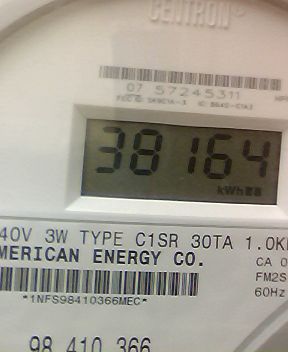 CENTRON
07 57245311
38164
kWh
40V 3W TYPE C1SR 30TA 1.0K
MERICAN ENERGY CO.
CA 0
FM2S
60Hz
*1NFS98410366MEC*
98 410 366